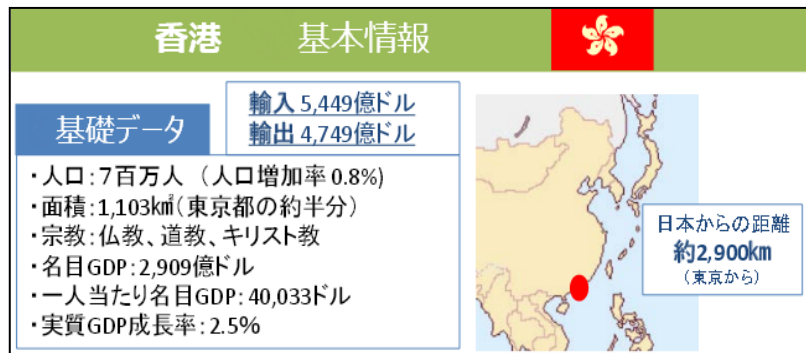 香港 基本情報
輸入 5,449億ドル
輸出 4,749億ドル
基礎データ
・人口：７百万人 （人口増加率 0.8%)
・面積：1,103k㎡（東京都の約半分）
・宗教：仏教、道教、キリスト教
・名目GDP：2,909億ドル
・一人当たり名目GDP：40,033ドル
・実質GDP成長率：2.5%
日本からの距離
約2,900km
（東京から）